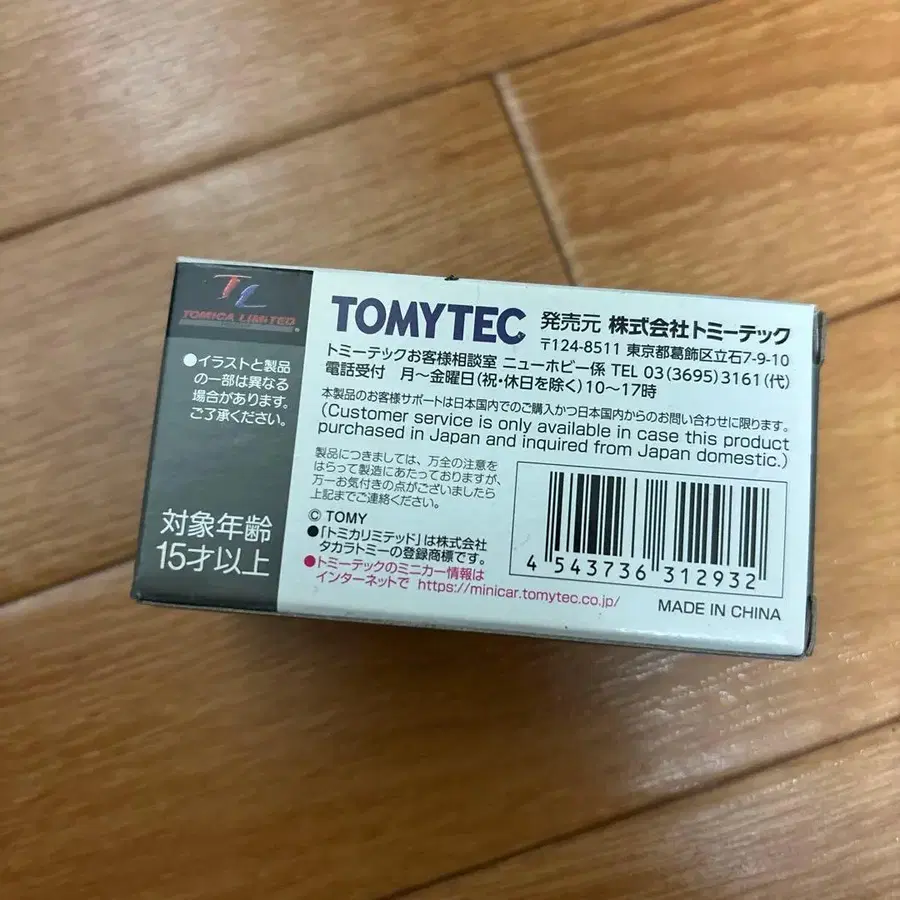 TL
TOMICA LIMITED
●イラストと製品
の一部は異なる
場合があります。
ご了承ください。
対象年齢
15才以上
TOMYTEC 発売元 株式会社トミーテック
〒124-8511 東京都葛飾区立石7-9-10
トミーテックお客様相談室 ニューホビー係 TEL 03(3695)3161(代)
電話受付 月〜金曜日(祝・休日を除く)10〜17時
本製品のお客様サポートは日本国内でのご購入かつ日本国内からのお問い合わせに限ります。
(Customer service is only available in case this product
purchased in Japan and inquired from Japan domestic.)
製品につきましては、万全の注意を
はらって製造にあたっておりますが、
万一お気付きの点がございましたら
上記までご連絡ください。
© TOMY
●「トミカリミテッド」は株式会社
タカラトミーの登録商標です。
●トミーテックのミニカー情報は
インターネットで https://minicar.tomytec.co.jp/
4 543736 312932
MADE IN CHINA